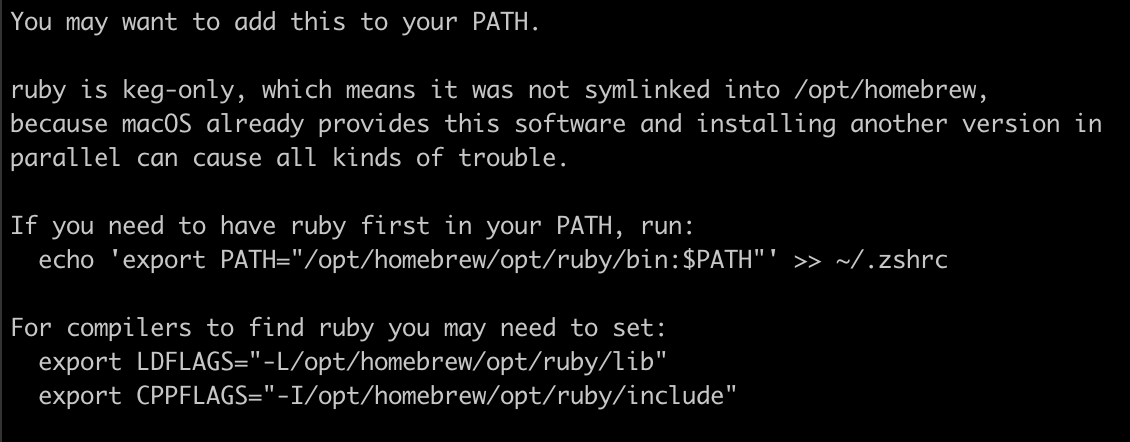 You may want to add this to your PATH.
ruby is keg-only, which means it was not symlinked into /opt/homebrew,
because macOS already provides this software and installing another version in
parallel can cause all kinds of trouble.
If you need to have ruby first in your PATH, run:
  echo 'export PATH="/opt/homebrew/opt/ruby/bin:$PATH"' >> ~/.zshrc
For compilers to find ruby you may need to set:
  export LDFLAGS="-L/opt/homebrew/opt/ruby/lib"
  export CPPFLAGS="-I/opt/homebrew/opt/ruby/include"